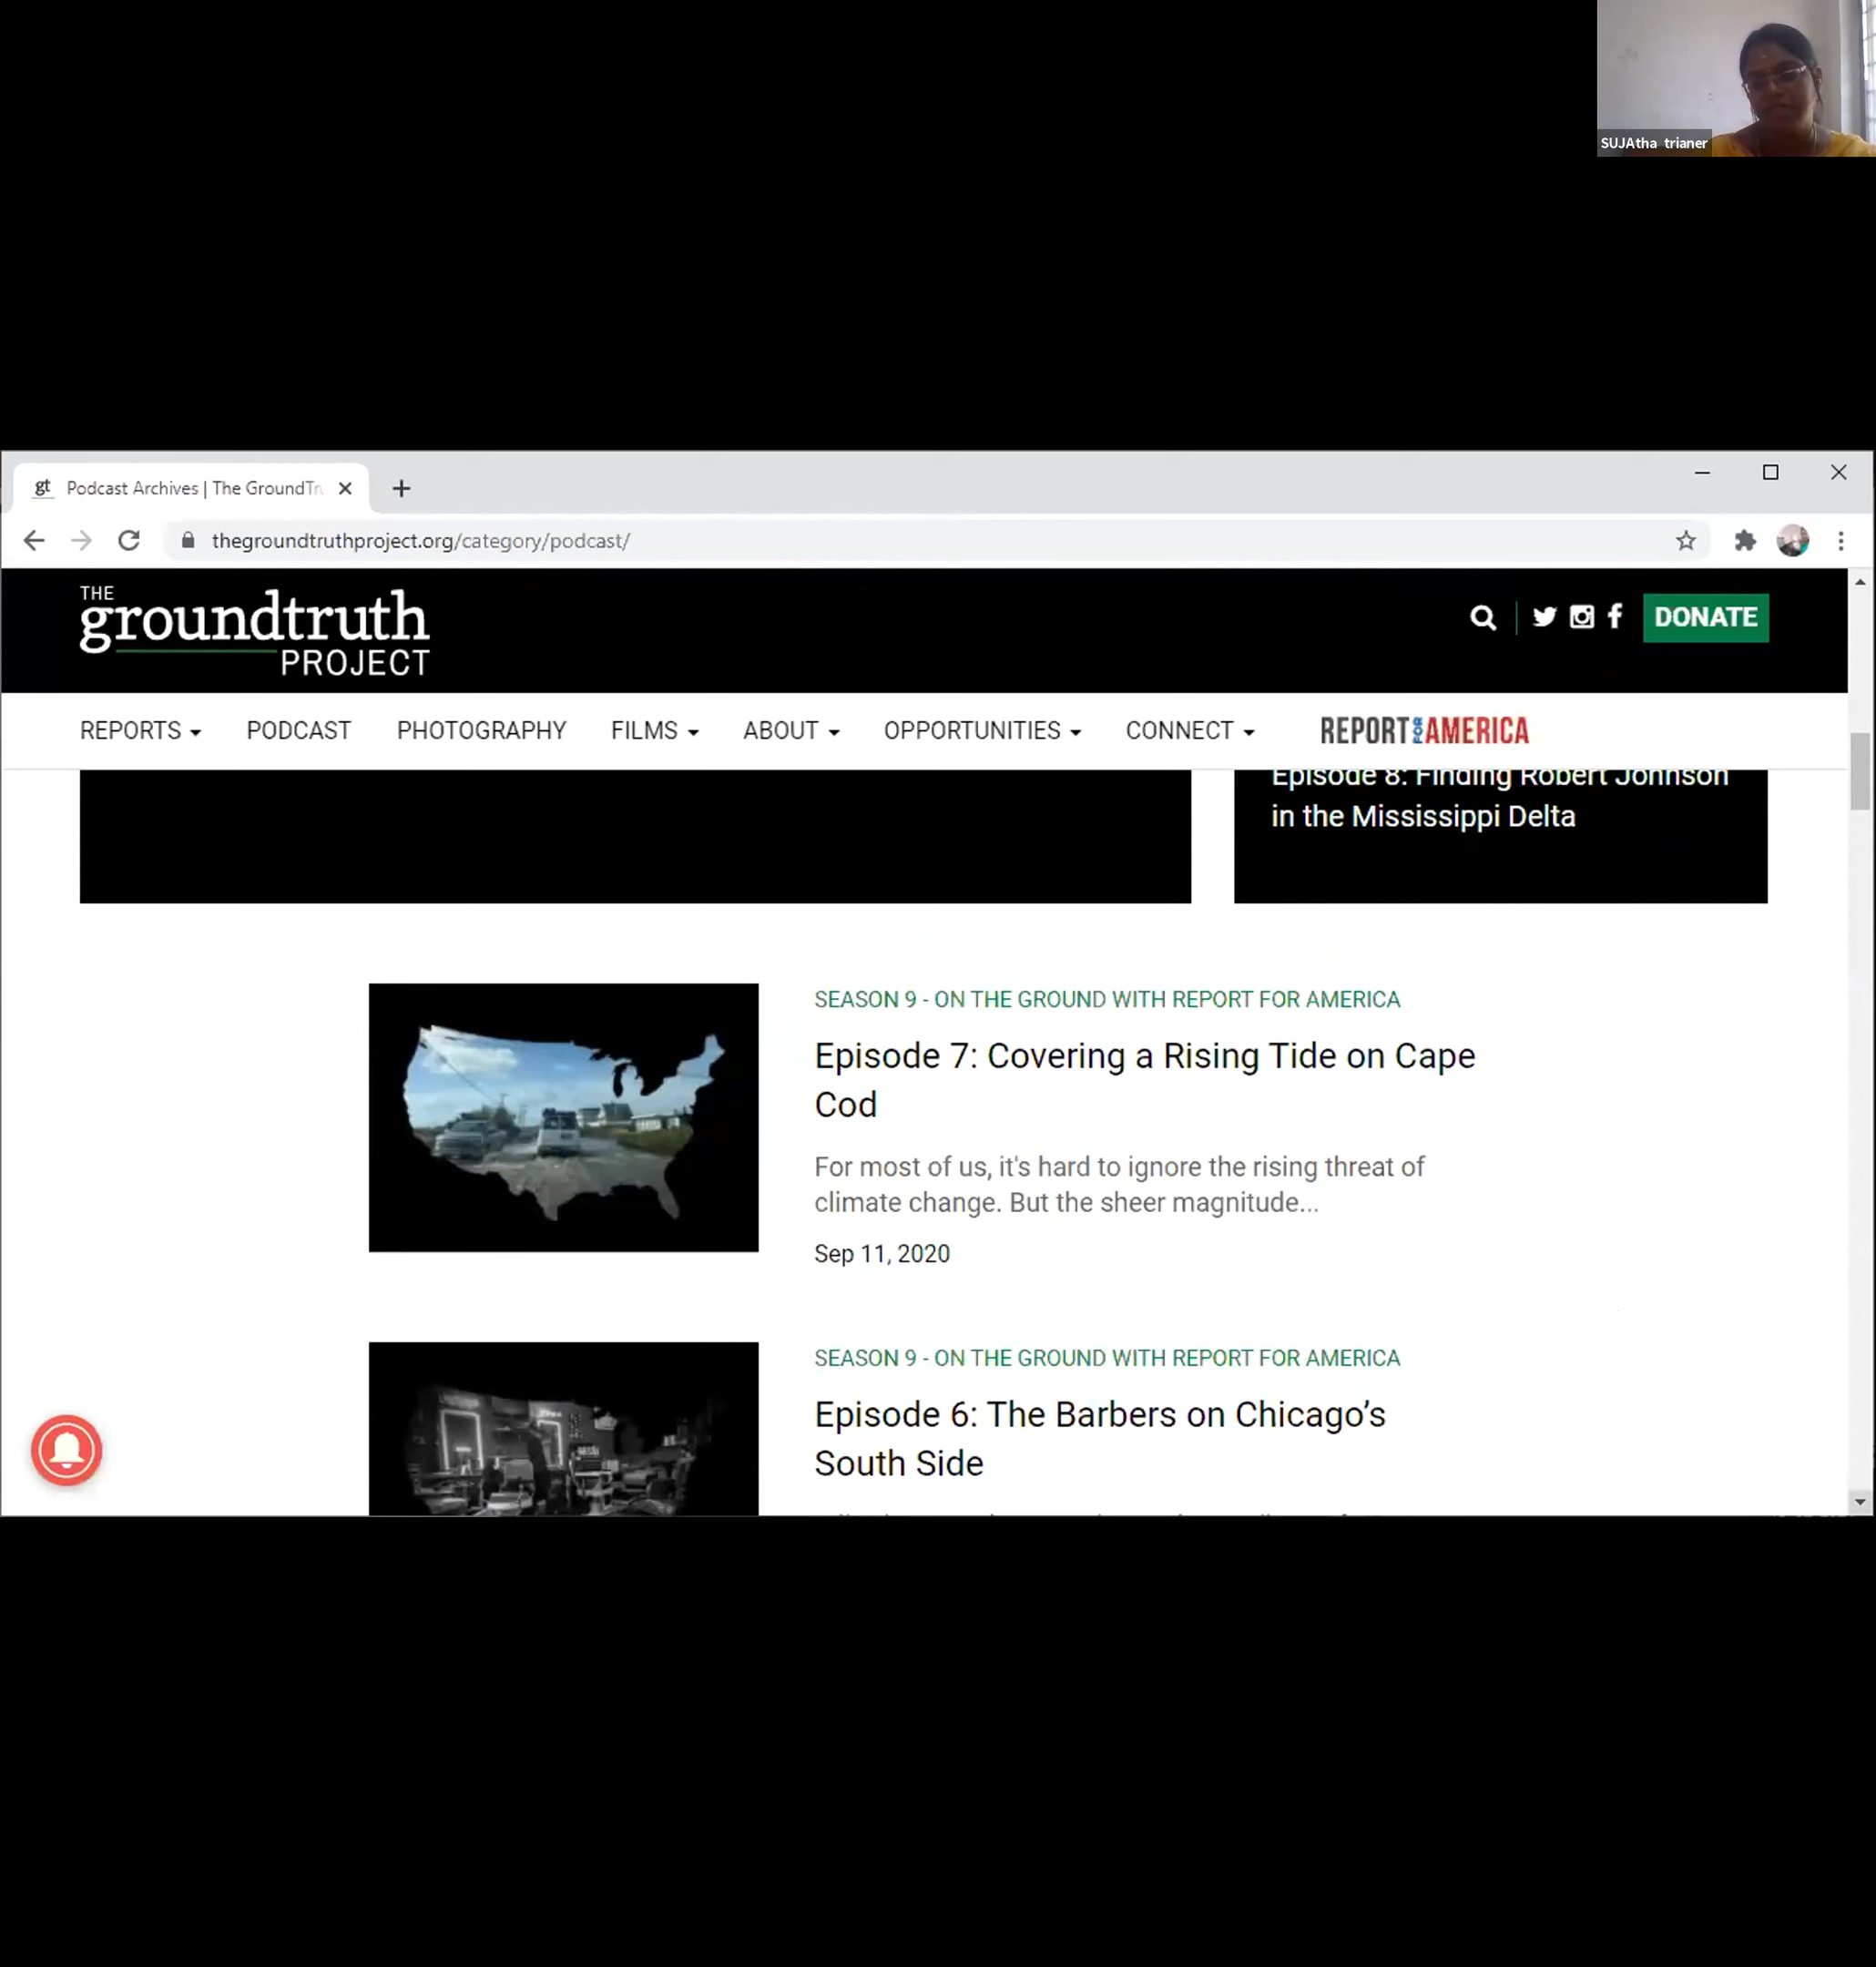 SUJAtha trianer
gt Podcast Archives | The GroundTr
thegroundtruthproject.org/category/podcast/
THE
groundtruth
PROJECT
DONATE
REPORTS PODCAST PHOTOGRAPHY FILMS ABOUT OPPORTUNITIES CONNECT REPORT FOR AMERICA
Episode 8: Finding Robert Johnson
in the Mississippi Delta
SEASON 9 - ON THE GROUND WITH REPORT FOR AMERICA
Episode 7: Covering a Rising Tide on Cape
Cod
For most of us, it's hard to ignore the rising threat of
climate change. But the sheer magnitude...
Sep 11, 2020
SEASON 9 - ON THE GROUND WITH REPORT FOR AMERICA
Episode 6: The Barbers on Chicago’s
South Side